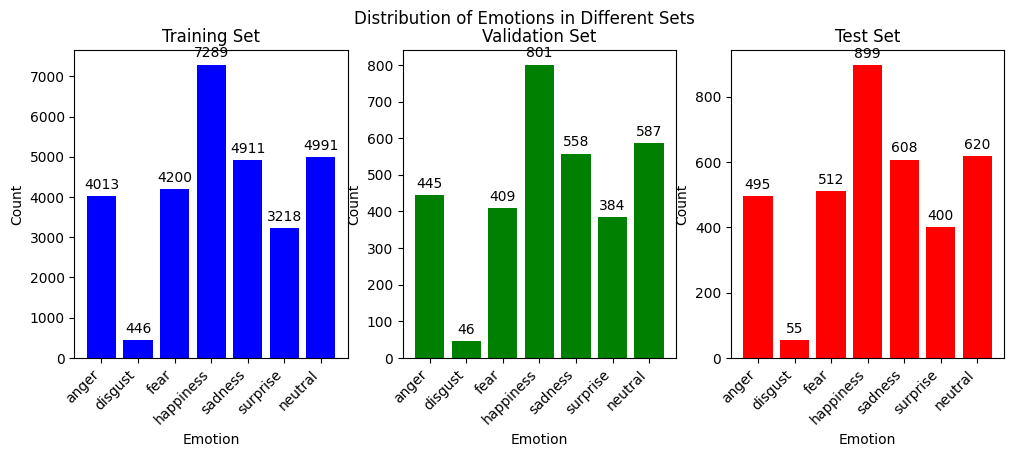 Distribution of Emotions in Different Sets
Training Set
7289
4013
446
4200
4911
3218
4991
7000
6000
5000
4000
3000
2000
1000
0
Count
anger
disgust
fear
happiness
sadness
surprise
neutral
Emotion
Validation Set
801
445
46
409
558
384
587
800
700
600
500
400
300
200
100
0
Count
anger
disgust
fear
happiness
sadness
surprise
neutral
Emotion
Test Set
899
495
55
512
608
400
620
800
600
400
200
0
Count
anger
disgust
fear
happiness
sadness
surprise
neutral
Emotion